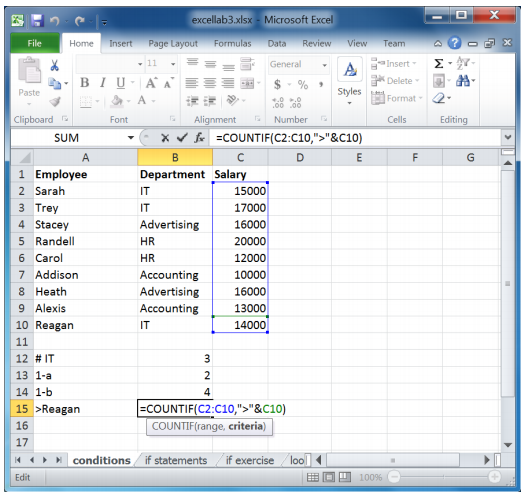 excellab3.xlsx - Microsoft Excel
File Home Insert Page Layout Formulas Data Review View Team
Paste
11
B I U
A A
A
General
$ % ,
Styles
Insert
Delete
Format
Σ
Clipboard Font Alignment Number Cells Editing
SUM fx =COUNTIF(C2:C10,">"&C10)
A B C D E F G
1 Employee Department Salary
2 Sarah IT 15000
3 Trey IT 17000
4 Stacey Advertising 16000
5 Randell HR 20000
6 Carol HR 12000
7 Addison Accounting 10000
8 Heath Advertising 16000
9 Alexis Accounting 13000
10 Reagan IT 14000
11
12 # IT 3
13 1-a 2
14 1-b 4
15 >Reagan =COUNTIF(C2:C10,">"&C10)
16 COUNTIF(range, criteria)
17
conditions if statements if exercise loo
Edit 100%